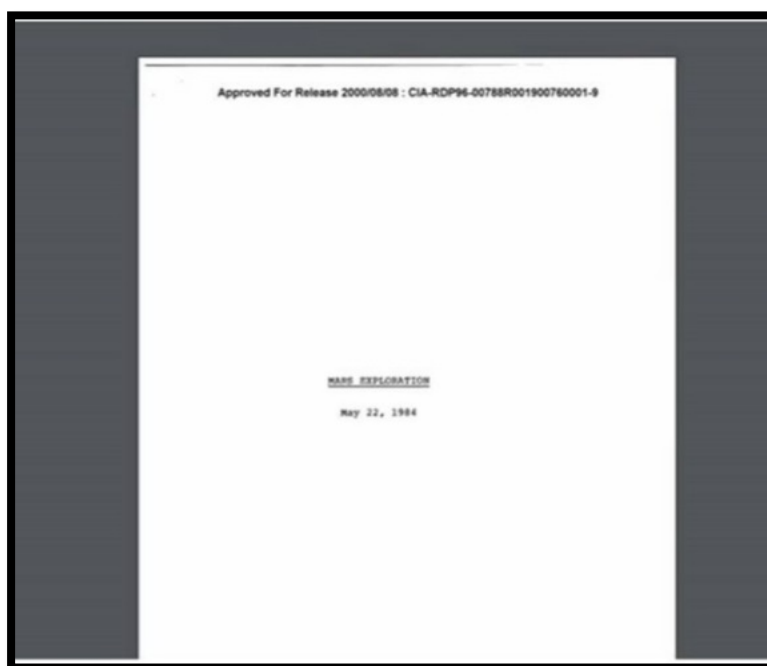 Approved For Release 2000/08/08 : CIA-RDP96-00788R001900760001-9
MARS EXPLORATION
May 22, 1984